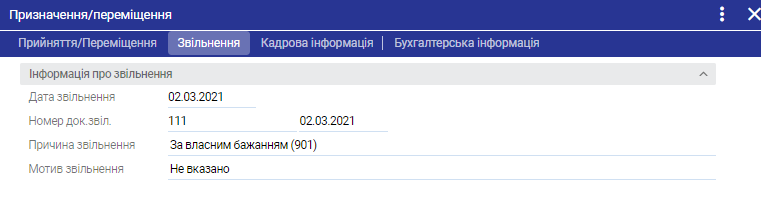 Призначення/переміщення
Прийняття/Переміщення Звільнення Кадрова інформація Бухгалтерська інформація
Інформація про звільнення
Дата звільнення 02.03.2021
Номер док.звіл. 111 02.03.2021
Причина звільнення За власним бажанням (901)
Мотив звільнення Не вказано